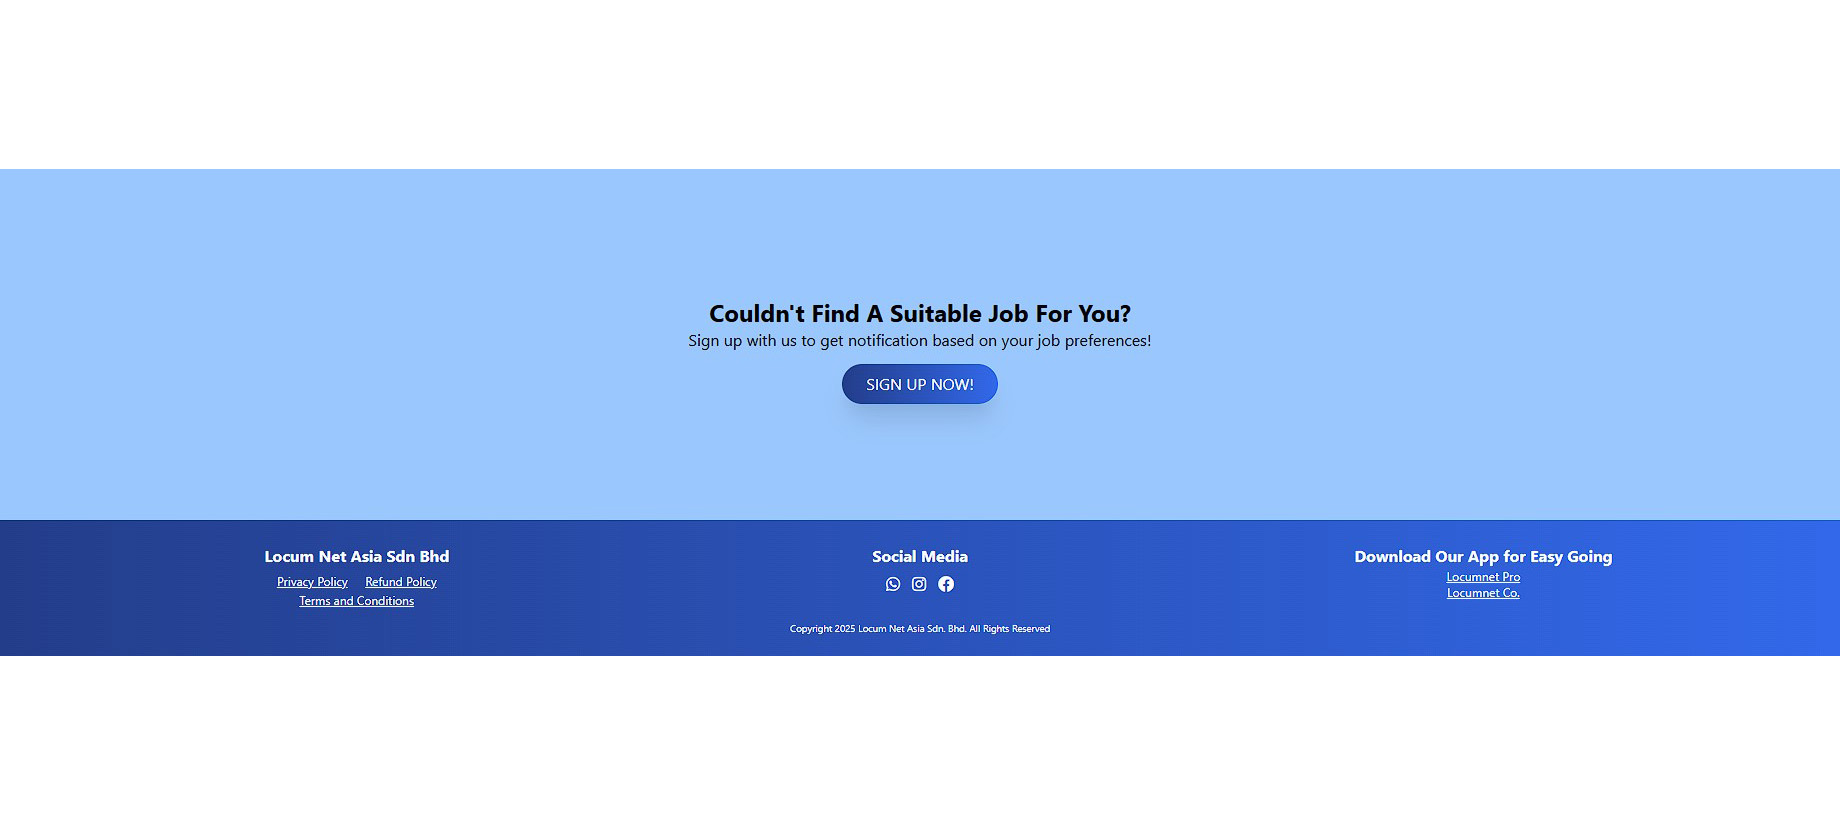 Couldn't Find A Suitable Job For You?
Sign up with us to get notification based on your job preferences!
SIGN UP NOW!
Locum Net Asia Sdn Bhd
Privacy Policy Refund Policy
Terms and Conditions
Social Media
Download Our App for Easy Going
Locumnet Pro
Locumnet Co.
Copyright 2025 Locum Net Asia Sdn. Bhd. All Rights Reserved